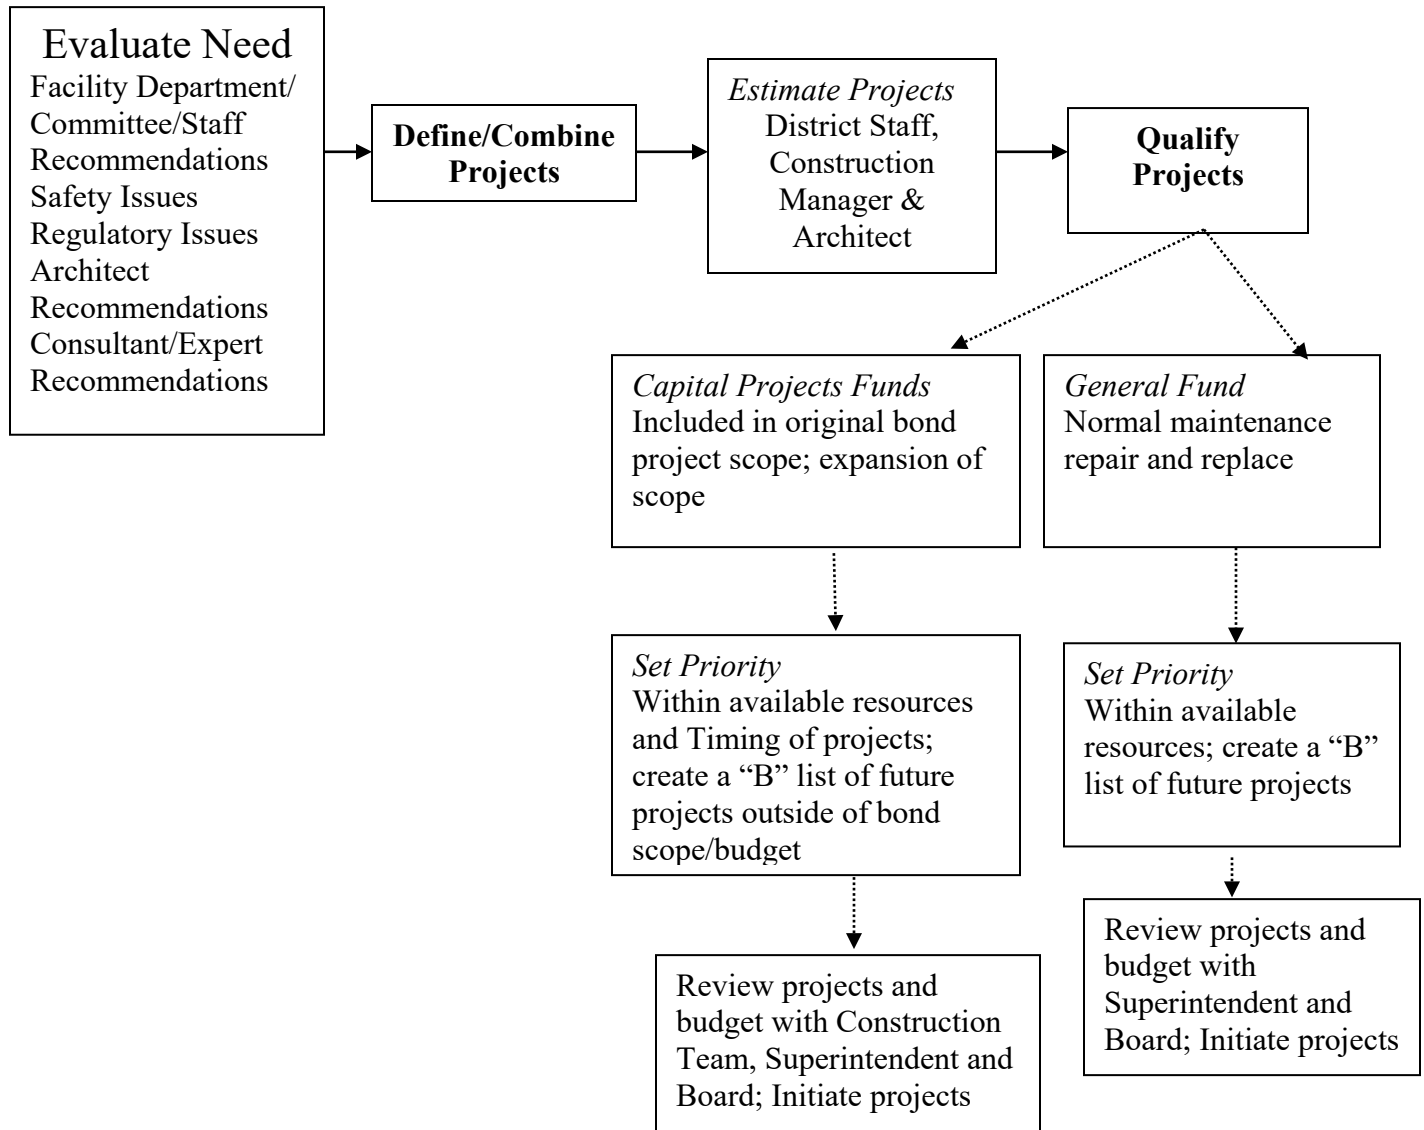 Evaluate Need
Facility Department/
Committee/Staff
Recommendations
Safety Issues
Regulatory Issues
Architect
Recommendations
Consultant/Expert
Recommendations
Define/Combine
Projects
Estimate Projects
District Staff,
Construction
Manager &
Architect
Qualify
Projects
Capital Projects Funds
Included in original bond
project scope; expansion of
scope
General Fund
Normal maintenance
repair and replace
Set Priority
Within available resources
and Timing of projects;
create a “B” list of future
projects outside of bond
scope/budget
Set Priority
Within available
resources; create a “B”
list of future projects
Review projects and
budget with Construction
Team, Superintendent and
Board; Initiate projects
Review projects and
budget with
Superintendent and
Board; Initiate projects